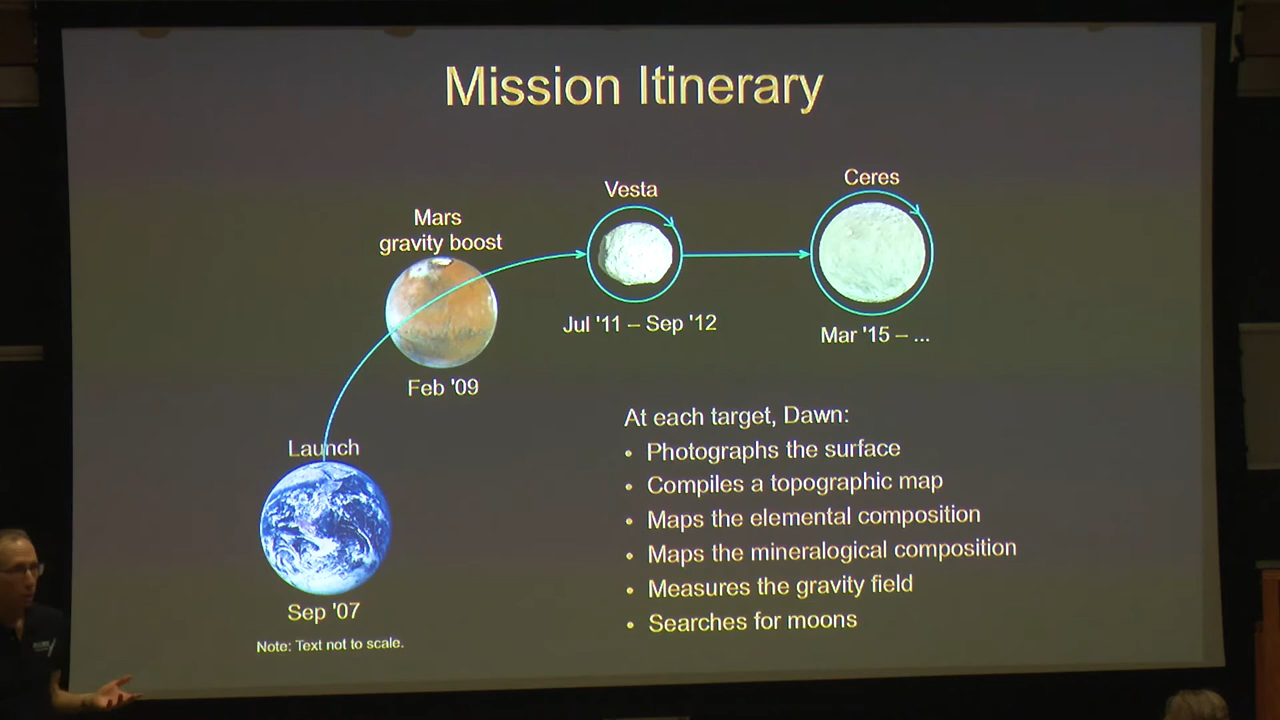 Mission Itinerary
Ceres
Vesta
Mars
gravity boost
Jul '11 – Sep '12
Mar '15 – ...
Feb '09
At each target, Dawn:
Launch
• Photographs the surface
• Compiles a topographic map
• Maps the elemental composition
• Maps the mineralogical composition
• Measures the gravity field
• Searches for moons
Sep '07
Note: Text not to scale.